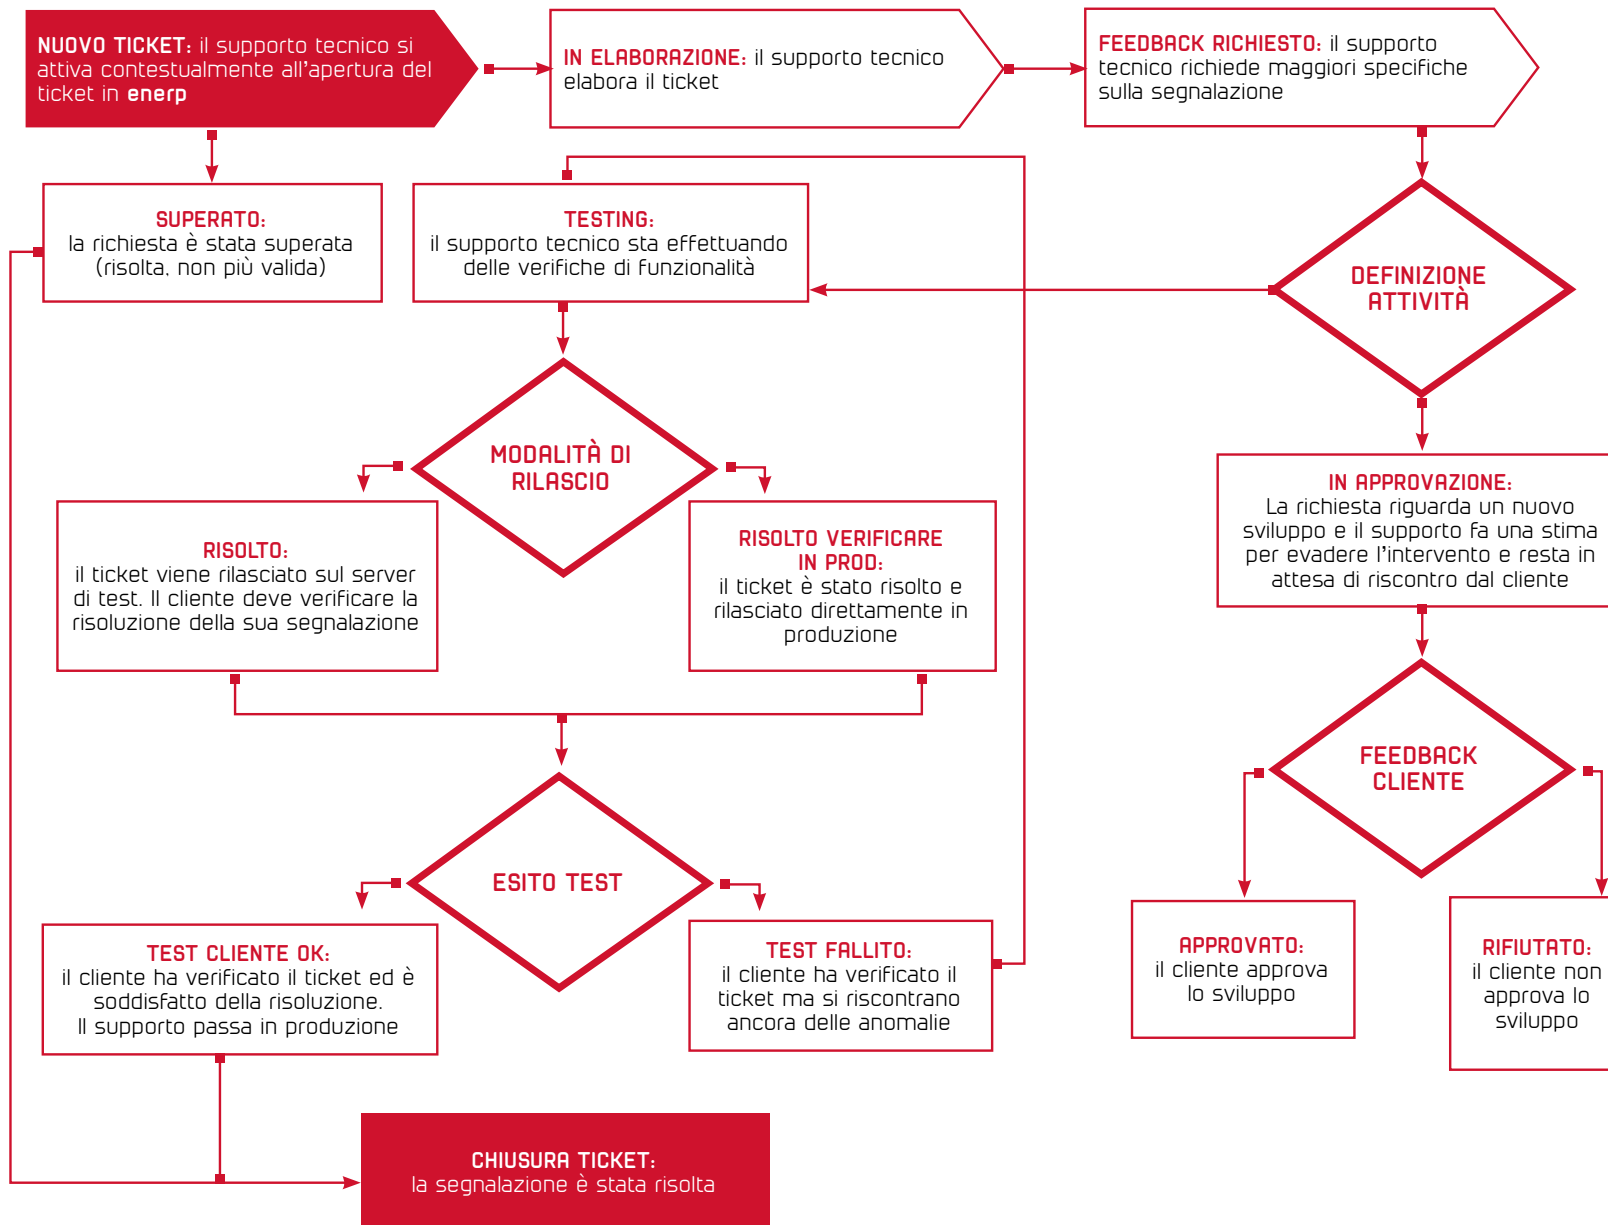 NUOVO TICKET: il supporto tecnico si
attiva contestualmente all'apertura del
ticket in enerp
IN ELABORAZIONE: il supporto tecnico
elabora il ticket
FEEDBACK RICHIESTO: il supporto
tecnico richiede maggiori specifiche
sulla segnalazione
SUPERATO:
la richiesta è stata superata
(risolta, non più valida)
TESTING:
il supporto tecnico sta effettuando
delle verifiche di funzionalità
DEFINIZIONE
ATTIVITÀ
MODALITÀ DI
RILASCIO
RISOLTO:
il ticket viene rilasciato sul server
di test. Il cliente deve verificare la
risoluzione della sua segnalazione
RISOLTO VERIFICARE
IN PROD:
il ticket è stato risolto e
rilasciato direttamente in
produzione
IN APPROVAZIONE:
La richiesta riguarda un nuovo
sviluppo e il supporto fa una stima
per evadere l'intervento e resta in
attesa di riscontro dal cliente
FEEDBACK
CLIENTE
ESITO TEST
TEST CLIENTE OK:
il cliente ha verificato il ticket ed è
soddisfatto della risoluzione.
Il supporto passa in produzione
TEST FALLITO:
il cliente ha verificato il
ticket ma si riscontrano
ancora delle anomalie
APPROVATO:
il cliente approva
lo sviluppo
RIFIUTATO:
il cliente non
approva lo
sviluppo
CHIUSURA TICKET:
la segnalazione è stata risolta